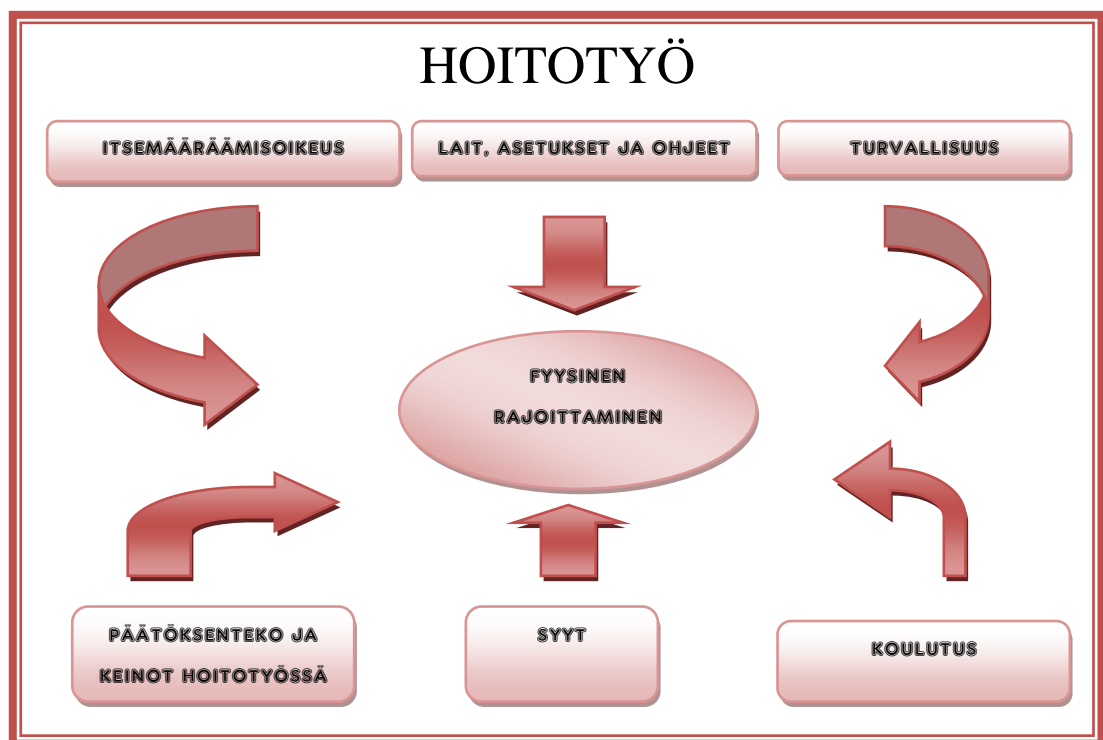 HOITOTYÖ
ITSEMÄÄRÄÄMISOIKEUS
LAIT, ASETUKSET JA OHJEET
TURVALLISUUS
FYYSINEN
RAJOITTAMINEN
PÄÄTÖKSENTEKO JA
KEINOT HOITOTYÖSSÄ
SYYT
KOULUTUS